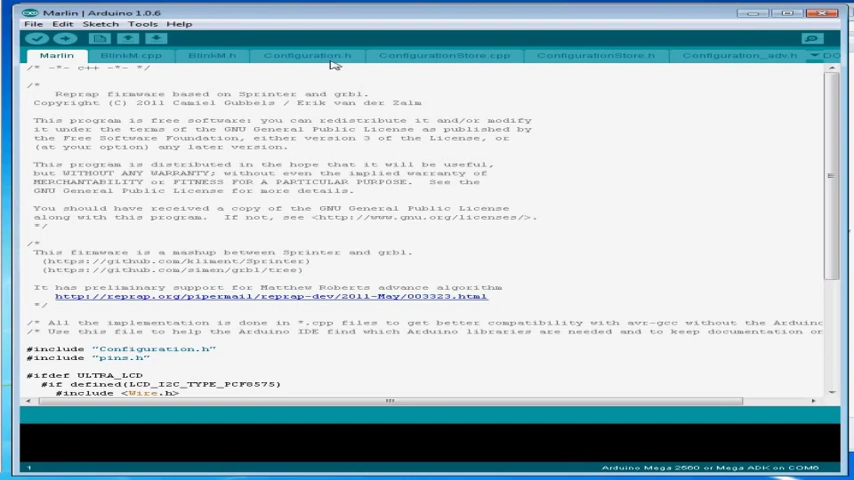 Marlin | Arduino 1.0.6
File Edit Sketch Tools Help
Marlin BlinkM.cpp BlinkM.h Configuration.h ConfigurationStore.cpp ConfigurationStore.h Configuration_adv.h DO
/* -*- c++ -*- */
/*
Reprap firmware based on Sprinter and grbl.
Copyright (C) 2011 Camiel Gubbels / Erik van der Zalm
This program is free software: you can redistribute it and/or modify
it under the terms of the GNU General Public License as published by
the Free Software Foundation, either version 3 of the License, or
(at your option) any later version.
This program is distributed in the hope that it will be useful,
but WITHOUT ANY WARRANTY; without even the implied warranty of
MERCHANTABILITY or FITNESS FOR A PARTICULAR PURPOSE.  See the
GNU General Public License for more details.
You should have received a copy of the GNU General Public License
along with this program.  If not, see <http://www.gnu.org/licenses/>.
*/
/*
This firmware is a mashup between Sprinter and grbl.
(https://github.com/kliment/Sprinter)
(https://github.com/simen/grbl/tree)
It has preliminary support for Matthew Roberts advance algorithm
http://reprap.org/pipermail/reprap-dev/2011-May/003323.html
*/
/* All the implementation is done in *.cpp files to get better compatibility with avr-gcc without the Arduino
/* Use this file to help the Arduino IDE find which Arduino libraries are needed and to keep documentation on
#include "Configuration.h"
#include "pins.h"
#ifdef ULTRA_LCD
#if defined(LCD_I2C_TYPE_PCF8575)
#include <Wire.h>
1 Arduino Mega 2560 or Mega ADK on COM6